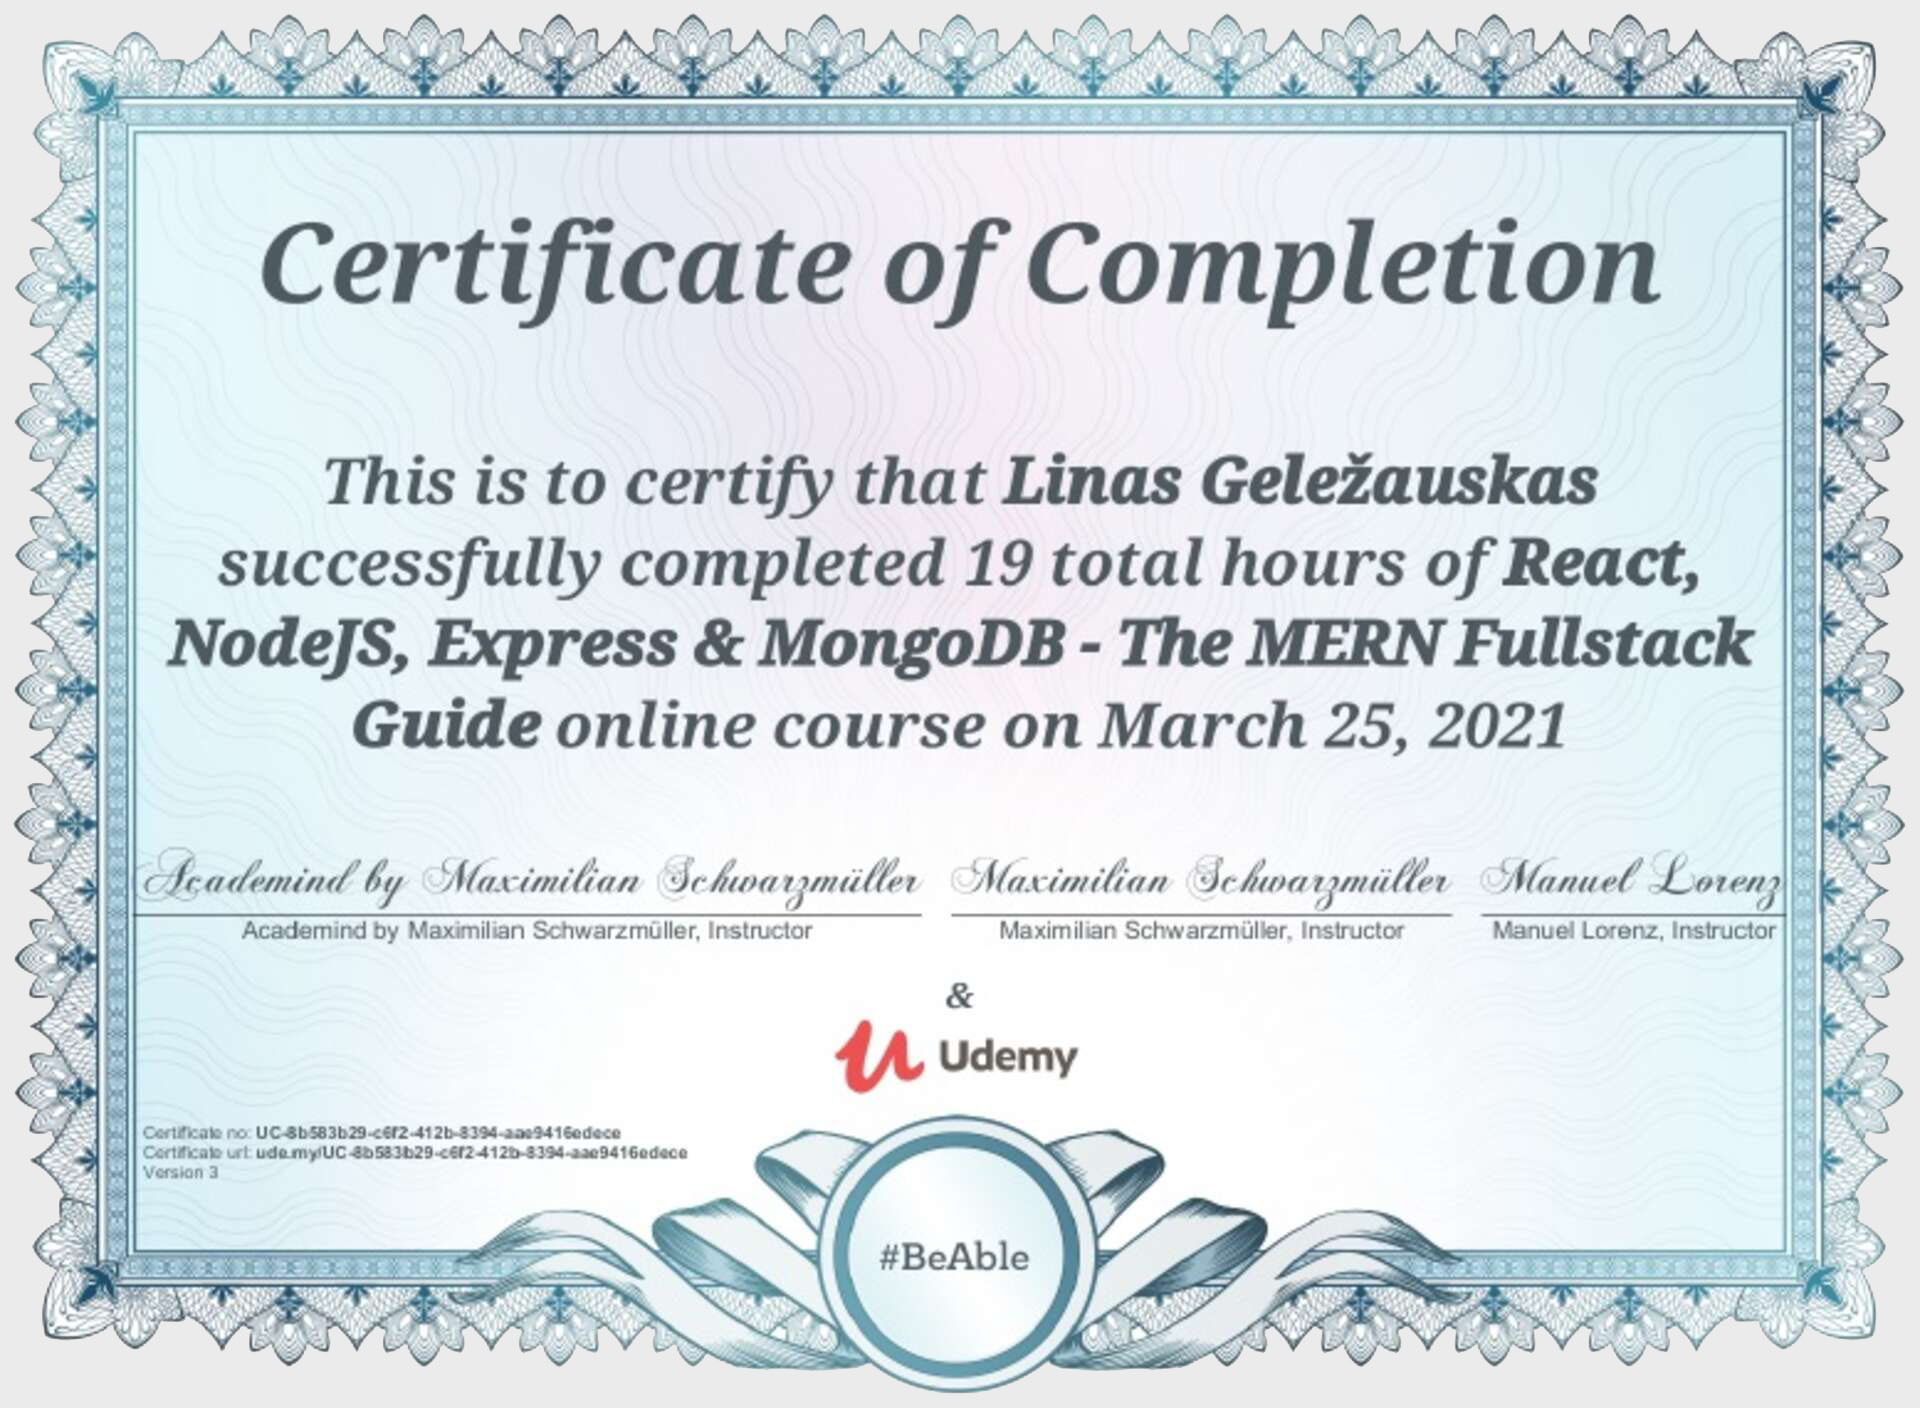 Certificate of Completion
This is to certify that Linas Geležauskas
successfully completed 19 total hours of React,
NodeJS, Express & MongoDB - The MERN Fullstack
Guide online course on March 25, 2021
Academind by Maximilian Schwarzmüller Maximilian Schwarzmüller Manuel Lorenz
Academind by Maximilian Schwarzmüller, Instructor Maximilian Schwarzmüller, Instructor Manuel Lorenz, Instructor
&
Udemy
Certificate no: UC-8b583b29-c6f2-412b-8394-aae9416edece
Certificate url: ude.my/UC-8b583b29-c6f2-412b-8394-aae9416edece
Version 3
#BeAble